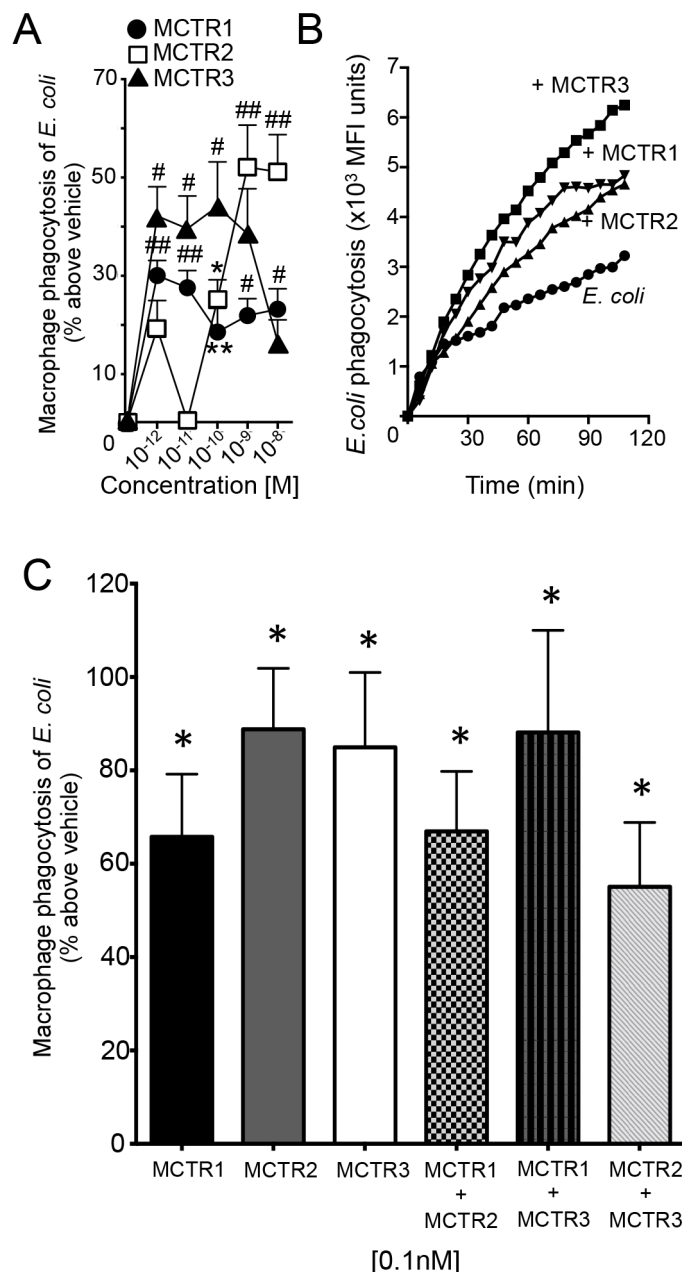 A
MCTR1
MCTR2
MCTR3
Macrophage phagocytosis of E. coli
(% above vehicle)
70
50
30
10
0
#
#
#
##
##
##
##
*
#
#
**
10-12
10-11
10-10
10-9
10-8
Concentration [M]
B
E.coli phagocytosis (x10³ MFI units)
7
6
5
4
3
2
1
0
+ MCTR3
+ MCTR1
+ MCTR2
E. coli
0
30
60
90
120
Time (min)
C
Macrophage phagocytosis of E. coli
(% above vehicle)
120
100
80
60
40
20
0
*
*
*
*
*
*
MCTR1
MCTR2
MCTR3
MCTR1
+
MCTR2
MCTR1
+
MCTR3
MCTR2
+
MCTR3
[0.1nM]